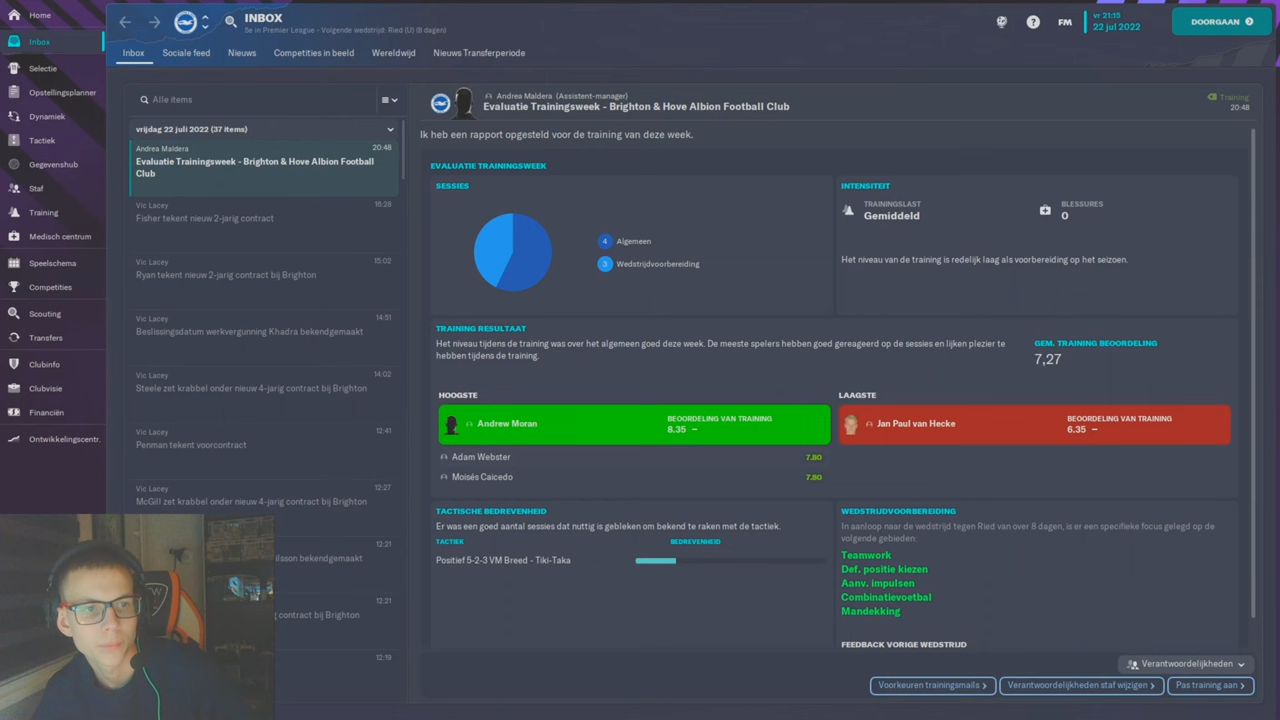 Home
Inbox
Selectie
Opstellingsplanner
Dynamiek
Tactiek
Gegevenshub
Staf
Training
Medisch centrum
Speelschema
Competities
Scouting
Transfers
Clubinfo
Clubvisie
Financiën
Ontwikkelingscentr.
INBOX
5e in Premier League - Volgende wedstrijd: Ried (U) (8 dagen)
FM
vr 21:15
22 jul 2022
DOORGAAN
Inbox
Sociale feed
Nieuws
Competities in beeld
Wereldwijd
Nieuws Transferperiode
Alle items
vrijdag 22 juli 2022 (37 items)
Andrea Maldera 20:48
Evaluatie Trainingsweek - Brighton & Hove Albion Football
Club
Vic Lacey 16:28
Fisher tekent nieuw 2-jarig contract
Vic Lacey 15:02
Ryan tekent nieuw 2-jarig contract bij Brighton
Vic Lacey 14:51
Beslissingsdatum werkvergunning Khadra bekendgemaakt
Vic Lacey 14:02
Steele zet krabbel onder nieuw 4-jarig contract bij Brighton
Vic Lacey 12:41
Penman tekent voorcontract
Vic Lacey 12:27
McGill zet krabbel onder nieuw 4-jarig contract bij Brighton
12:21
bekendgemaakt
12:21
contract bij Brighton
12:19
Andrea Maldera (Assistent-manager)
Evaluatie Trainingsweek - Brighton & Hove Albion Football Club
Training
20:48
Ik heb een rapport opgesteld voor de training van deze week.
EVALUATIE TRAININGSWEEK
SESSIES
4 Algemeen
3 Wedstrijdvoorbereiding
INTENSITEIT
TRAININGSLAST
Gemiddeld
BLESSURES
0
Het niveau van de training is redelijk laag als voorbereiding op het seizoen.
TRAINING RESULTAAT
Het niveau tijdens de training was over het algemeen goed deze week. De meeste spelers hebben goed gereageerd op de sessies en lijken plezier te
hebben tijdens de training.
GEM. TRAINING BEOORDELING
7,27
HOOGSTE
Andrew Moran
BEOORDELING VAN TRAINING
8.35 –
Adam Webster 7.80
Moisés Caicedo 7.80
LAAGSTE
Jan Paul van Hecke
BEOORDELING VAN TRAINING
6.35 –
TACTISCHE BEDREVENHEID
Er was een goed aantal sessies dat nuttig is gebleken om bekend te raken met de tactiek.
TACTIEK BEDREVENHEID
Positief 5-2-3 VM Breed - Tiki-Taka
WEDSTRIJDVOORBEREIDING
In aanloop naar de wedstrijd tegen Ried van over 8 dagen, is er een specifieke focus gelegd op de
volgende gebieden:
Teamwork
Def. positie kiezen
Aanv. impulsen
Combinatievoetbal
Mandekking
FEEDBACK VORIGE WEDSTRIJD
Verantwoordelijkheden
Voorkeuren trainingsmails
Verantwoordelijkheden staf wijzigen
Pas training aan